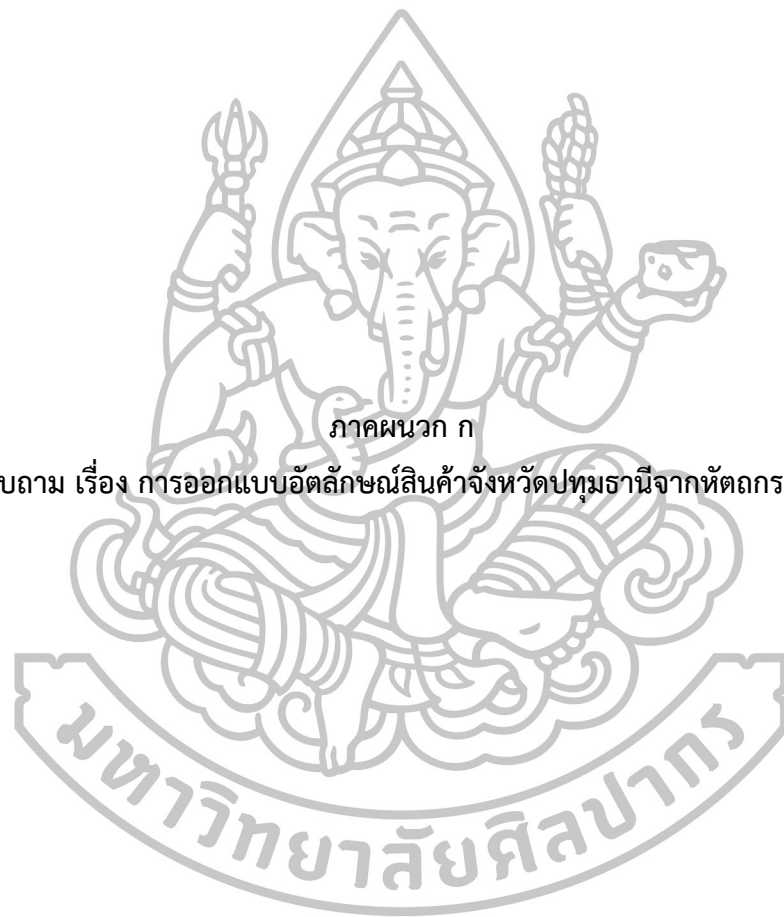 ภาคผนวก ก
บถาม เรื่อง การออกแบบอัตลักษณ์สินค้าจังหวัดปทุมธานีจากหัตถกร
มหาวิทยาลัยศิลปากร